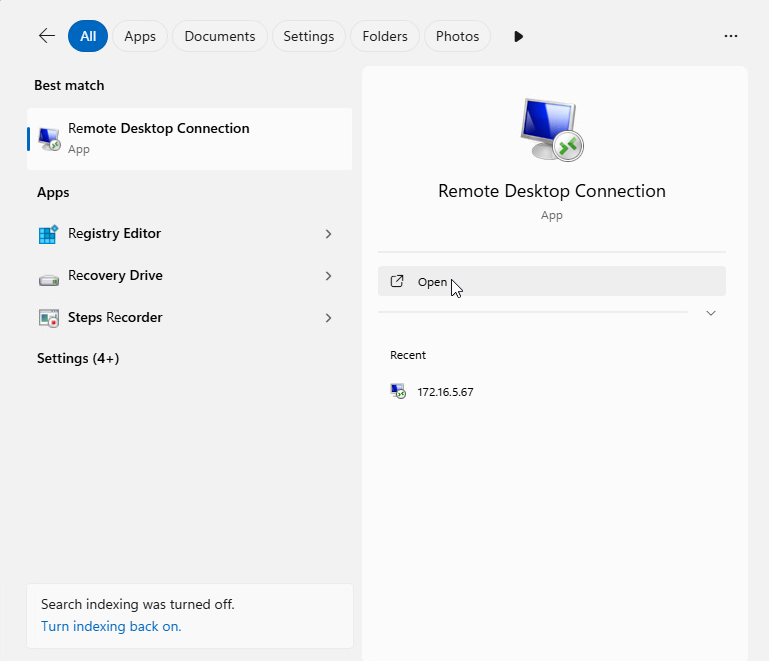 All Apps Documents Settings Folders Photos
Best match
Remote Desktop Connection
App
Apps
Registry Editor
Recovery Drive
Steps Recorder
Settings (4+)
Search indexing was turned off.
Turn indexing back on.
Remote Desktop Connection
App
Open
Recent
172.16.5.67